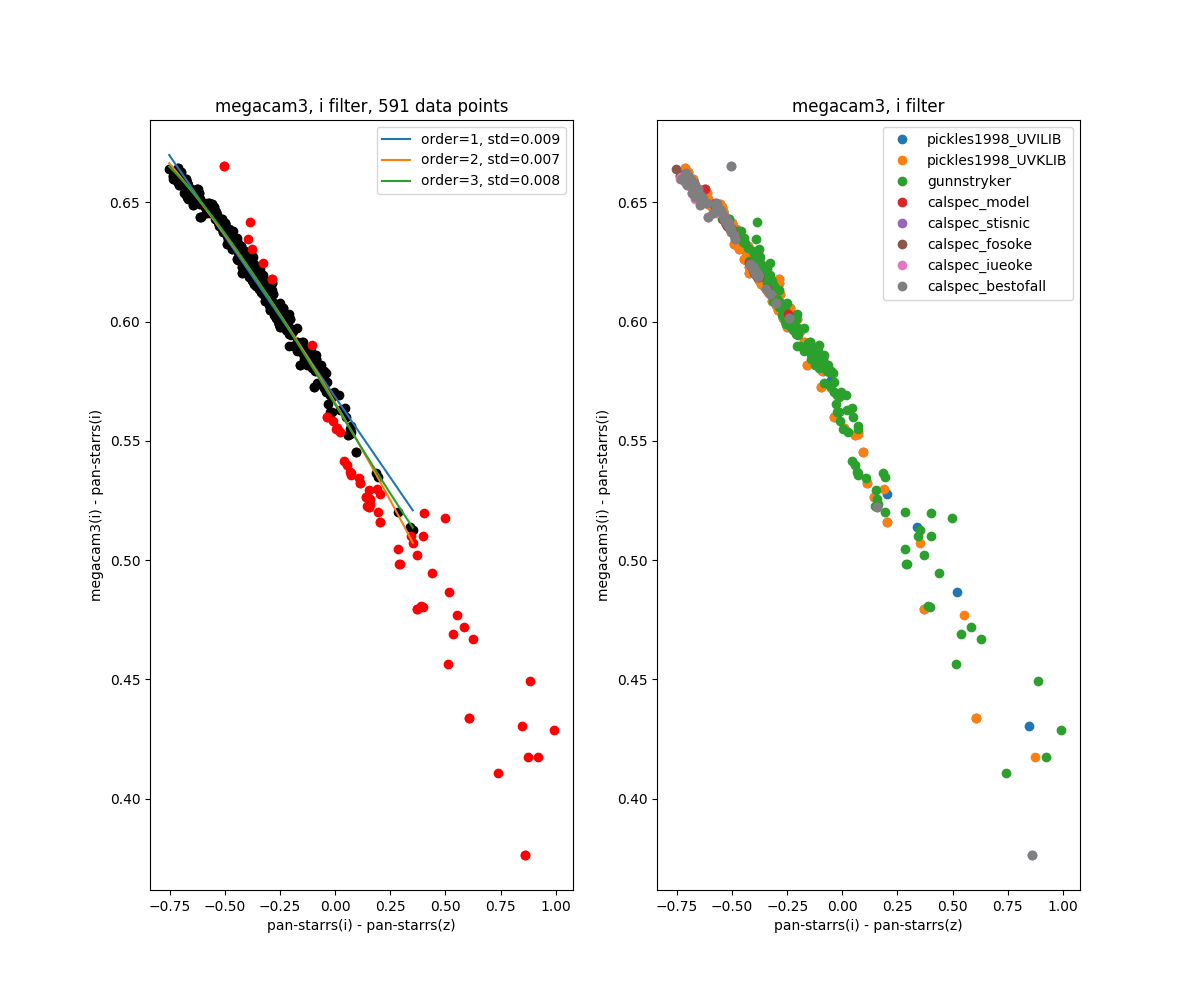 megacam3, i filter, 591 data points
order=1, std=0.009
order=2, std=0.007
order=3, std=0.008
0.65
0.60
0.55
0.50
0.45
0.40
megacam3(i) - pan-starrs(i)
−0.75 −0.50 −0.25 0.00 0.25 0.50 0.75 1.00
pan-starrs(i) - pan-starrs(z)
megacam3, i filter
pickles1998_UVILIB
pickles1998_UVKLIB
gunnstryker
calspec_model
calspec_stisnic
calspec_fosoke
calspec_iueoke
calspec_bestofall
0.65
0.60
0.55
0.50
0.45
0.40
megacam3(i) - pan-starrs(i)
−0.75 −0.50 −0.25 0.00 0.25 0.50 0.75 1.00
pan-starrs(i) - pan-starrs(z)